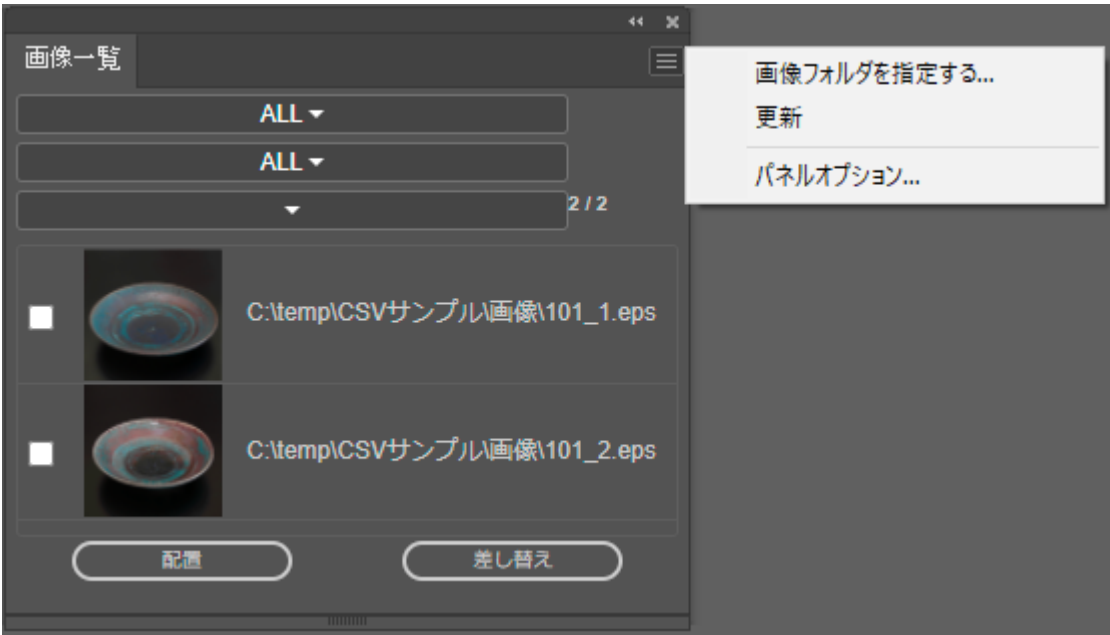 画像一覧
画像フォルダを指定する...
更新
パネルオプション...
ALL
ALL
2 / 2
C:\temp\CSVサンプル\画像\101_1.eps
C:\temp\CSVサンプル\画像\101_2.eps
配置
差し替え